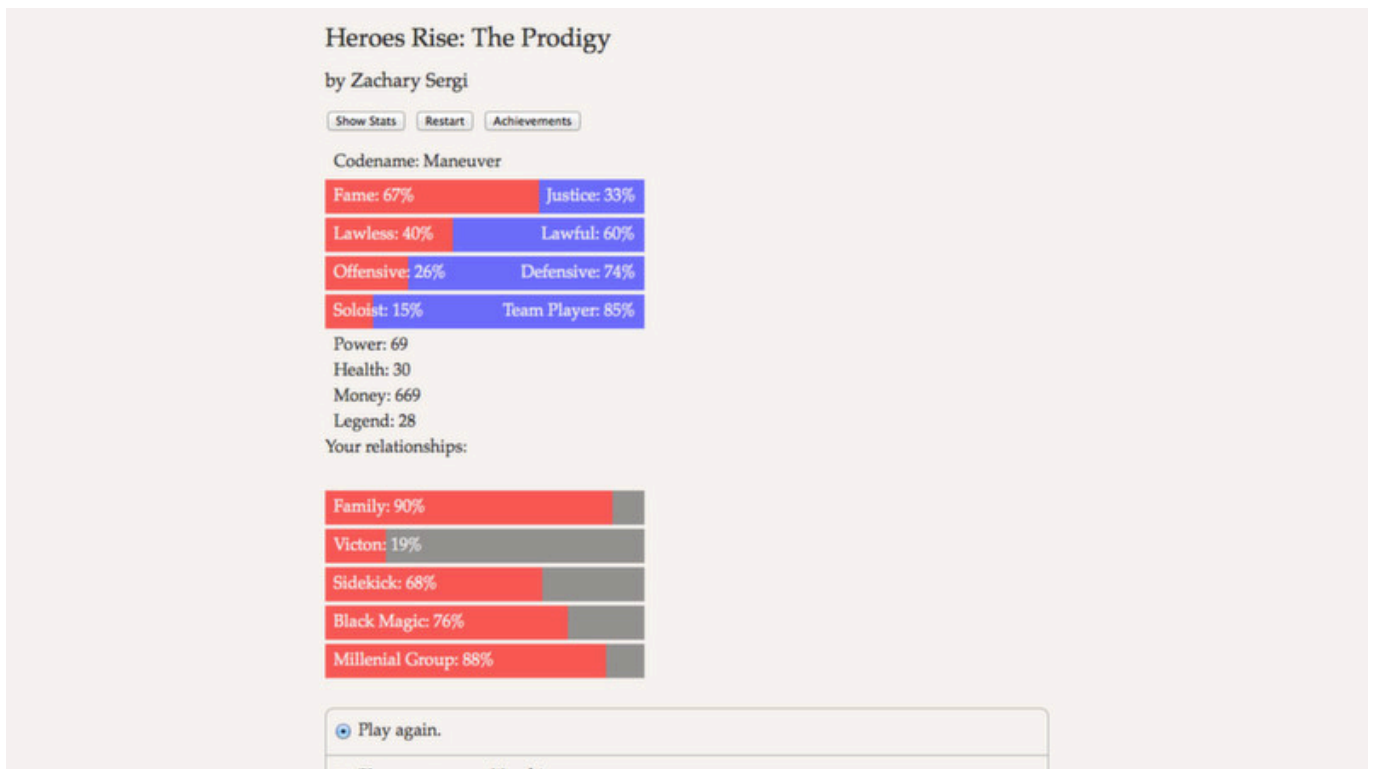 Heroes Rise: The Prodigy
by Zachary Sergi
Show Stats Restart Achievements
Codename: Maneuver
Fame: 67% Justice: 33%
Lawless: 40% Lawful: 60%
Offensive: 26% Defensive: 74%
Soloist: 15% Team Player: 85%
Power: 69
Health: 30
Money: 669
Legend: 28
Your relationships:
Family: 90%
Victon: 19%
Sidekick: 68%
Black Magic: 76%
Millenial Group: 88%
Play again.